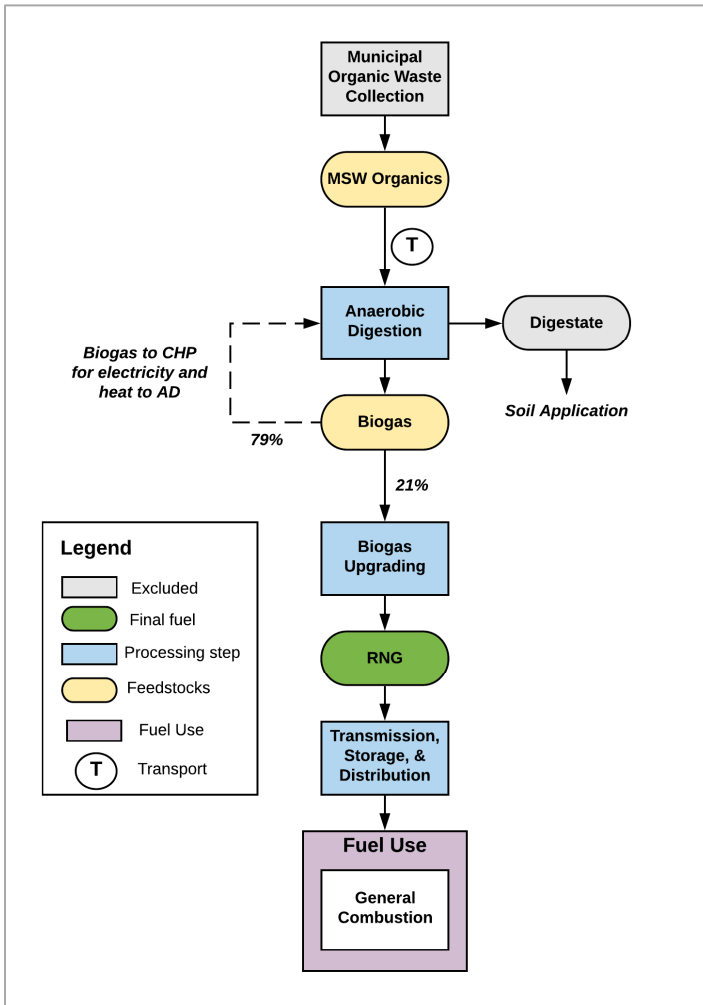 Municipal
Organic Waste
Collection
MSW Organics
T
Anaerobic
Digestion
Digestate
Biogas to CHP
for electricity and
heat to AD
Soil Application
Biogas
79%
21%
Biogas
Upgrading
RNG
Transmission,
Storage, &
Distribution
Fuel Use
General
Combustion
Legend
Excluded
Final fuel
Processing step
Feedstocks
Fuel Use
T Transport